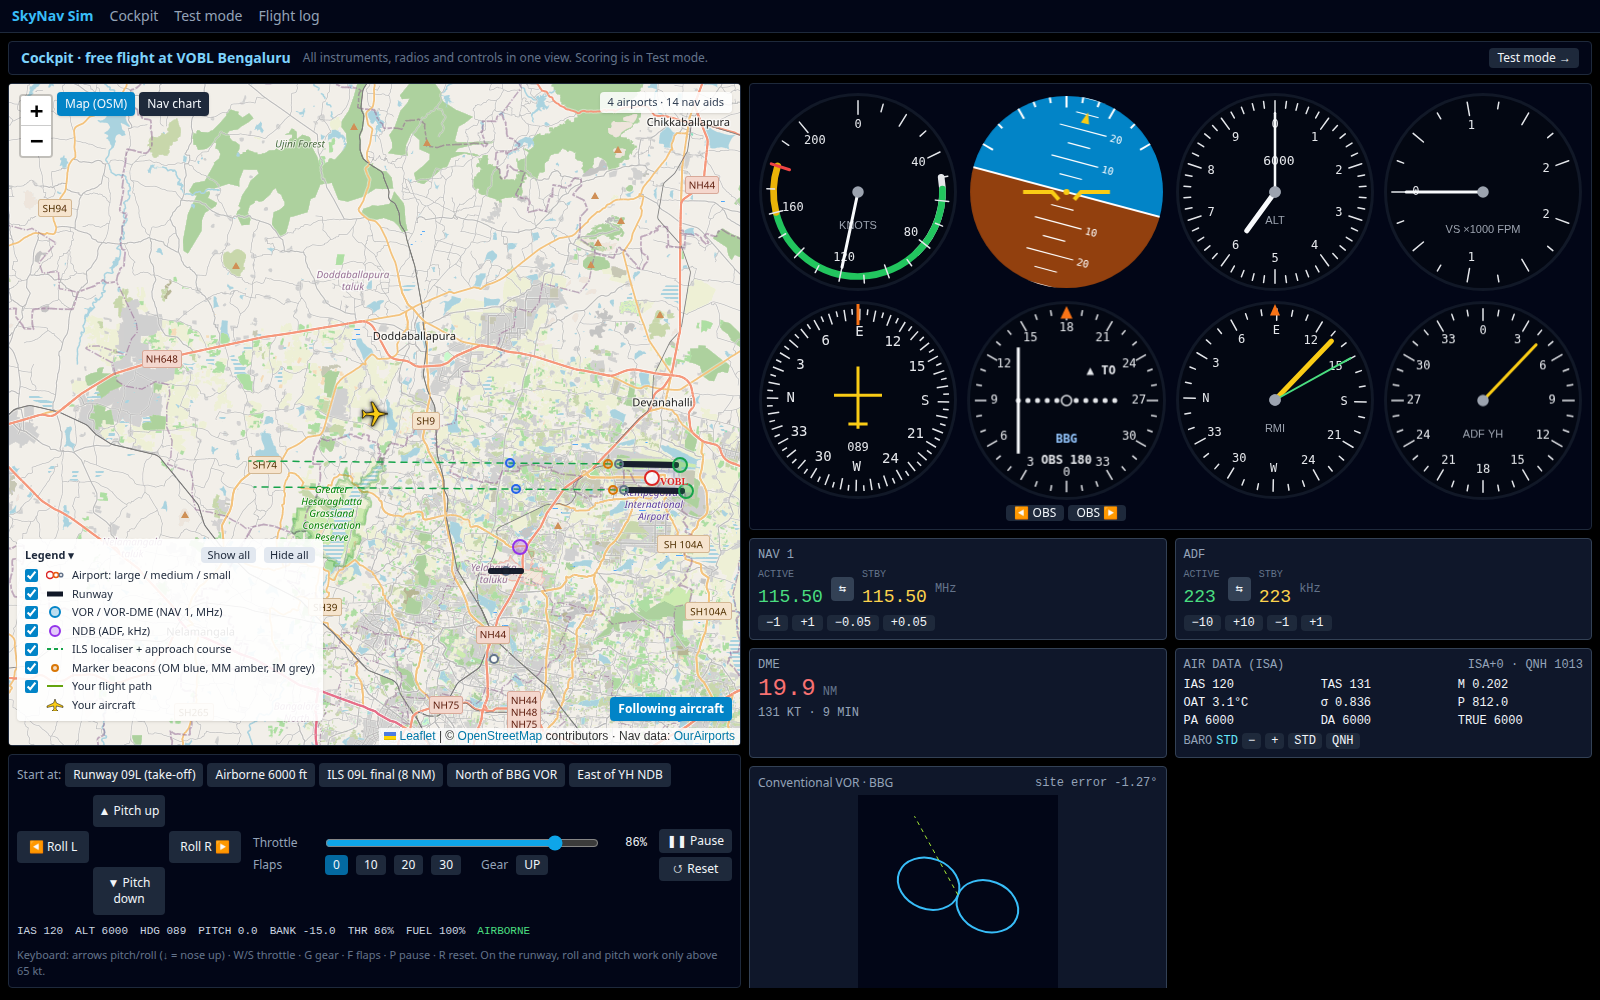 SkyNav Sim Cockpit Test mode Flight log
Cockpit · free flight at VOBL Bengaluru All instruments, radios and controls in one view. Scoring is in Test mode. Test mode →
+
−
Map (OSM) Nav chart
4 airports · 14 nav aids
Chikkaballapura
Ujini Forest
NH44
SH94
Doddaballapura
taluk
Doddaballapura
NH648
Devanahalli
SH9
SH74
VOBL
Kempegowda
International
Airport
Greater
Hesaraghatta
Grassland
Conservation
Reserve
SH 104A
Yelahanka
taluku
SH39
SH104A
Nelamangala
NH44
SH265
NH75
NH44
NH48
NH75
Legend ▾ Show all Hide all
Airport: large / medium / small
Runway
VOR / VOR-DME (NAV 1, MHz)
NDB (ADF, kHz)
ILS localiser + approach course
Marker beacons (OM blue, MM amber, IM grey)
Your flight path
Your aircraft
Following aircraft
Leaflet | © OpenStreetMap contributors · Nav data: OurAirports
Start at: Runway 09L (take-off) Airborne 6000 ft ILS 09L final (8 NM) North of BBG VOR East of YH NDB
▲ Pitch up
◀ Roll L
Roll R ▶
▼ Pitch
down
Throttle 86%
Flaps 0 10 20 30 Gear UP
❚❚ Pause
↺ Reset
IAS 120 ALT 6000 HDG 089 PITCH 0.0 BANK -15.0 THR 86% FUEL 100% AIRBORNE
Keyboard: arrows pitch/roll (↓ = nose up) · W/S throttle · G gear · F flaps · P pause · R reset. On the runway, roll and pitch work only above
65 kt.
0
40
80
120
160
200
KNOTS
20
10
10
20
0
1
2
3
4
5
6
7
8
9
6000
ALT
0
1
2
2
1
VS ×1000 FPM
E
12
15
S
21
24
W
30
33
N
3
6
089
18
21
24
27
30
33
0
3
6
9
12
15
▲ TO
BBG
OBS 180
◀ OBS OBS ▶
E
12
15
S
21
24
W
30
33
N
3
6
RMI
0
3
6
9
12
15
18
21
24
27
30
33
ADF YH
NAV 1
ACTIVE STBY
115.50 ⇆ 115.50 MHz
−1 +1 −0.05 +0.05
ADF
ACTIVE STBY
223 ⇆ 223 kHz
−10 +10 −1 +1
DME
19.9 NM
131 KT · 9 MIN
AIR DATA (ISA) ISA+0 · QNH 1013
IAS 120 TAS 131 M 0.202
OAT 3.1°C σ 0.836 P 812.0
PA 6000 DA 6000 TRUE 6000
BARO STD − + STD QNH
Conventional VOR · BBG site error -1.27°